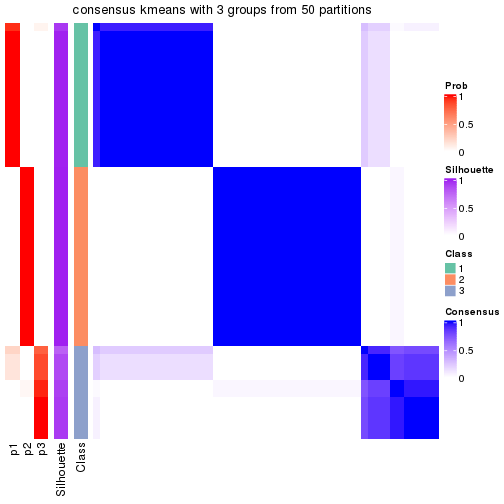 consensus kmeans with 3 groups from 50 partitions
Prob
1
0.5
0
Silhouette
1
0.5
0
Class
1
2
3
Consensus
1
0.5
0
p1
p2
p3
Silhouette
Class